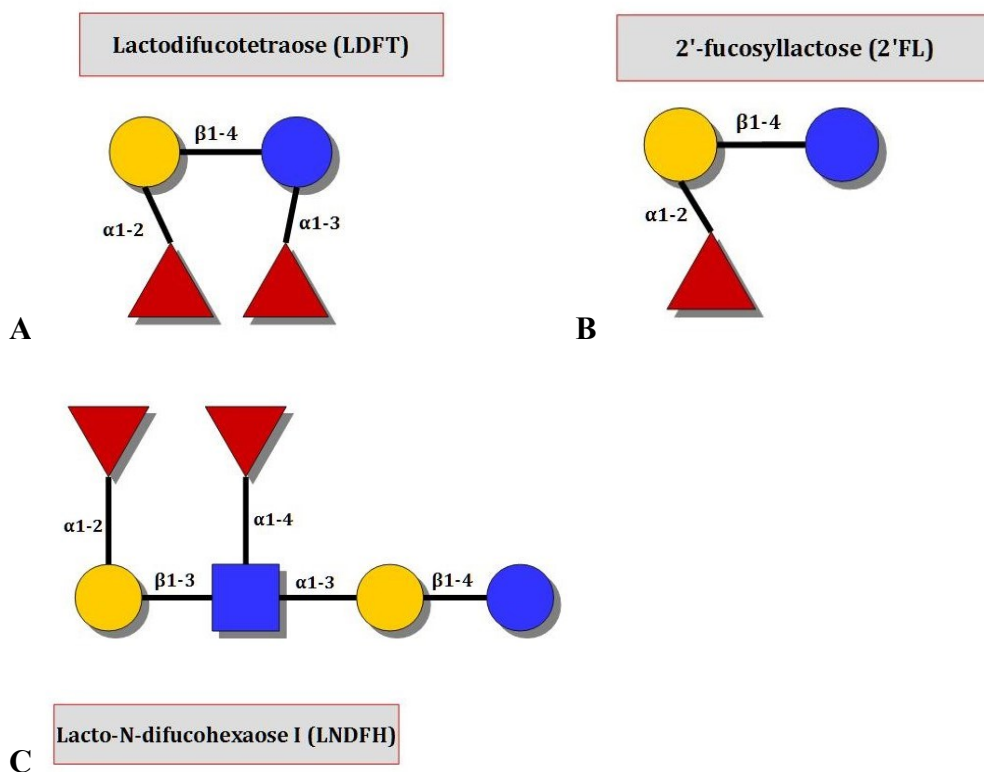 Lactodifucotetraose (LDFT)
2'-fucosyllactose (2'FL)
β1-4
β1-4
α1-2
α1-3
α1-2
A
B
α1-2
α1-4
β1-3
α1-3
β1-4
Lacto-N-difucohexaose I (LNDFH)
C